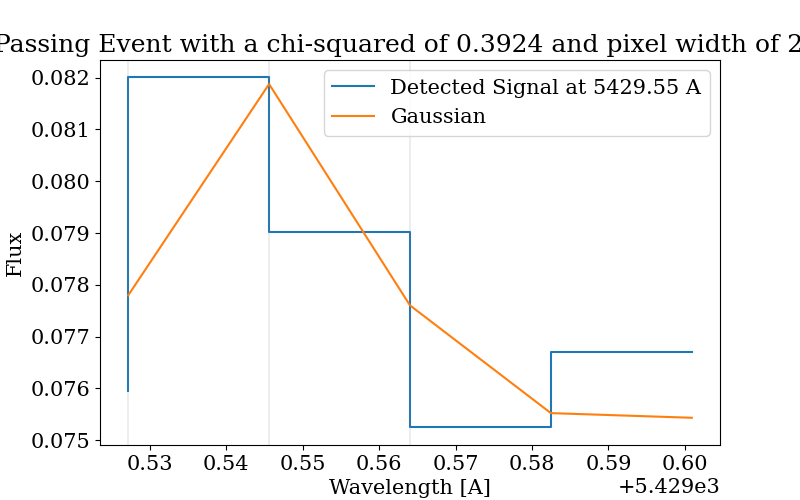 Passing Event with a chi-squared of 0.3924 and pixel width of 2
Detected Signal at 5429.55 A
Gaussian
Flux
0.082
0.081
0.080
0.079
0.078
0.077
0.076
0.075
0.53 0.54 0.55 0.56 0.57 0.58 0.59 0.60
Wavelength [A]
+5.429e3